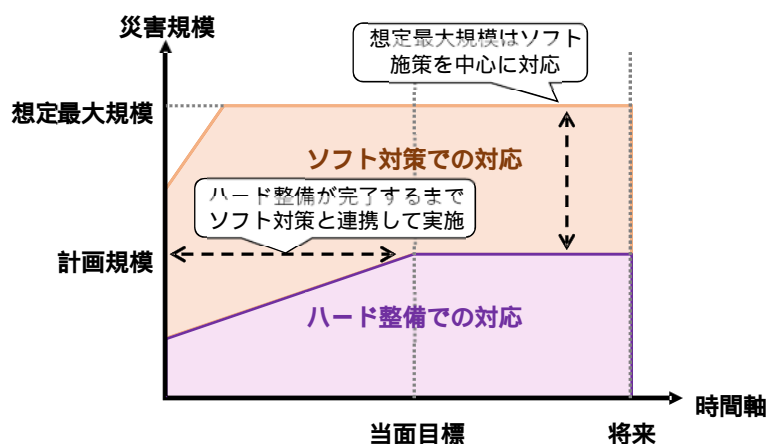 災害規模
想定最大規模はソフト
施策を中心に対応
想定最大規模
ソフト対策での対応
ハード整備が完了するまで
ソフト対策と連携して実施
計画規模
ハード整備での対応
時間軸
当面目標
将来